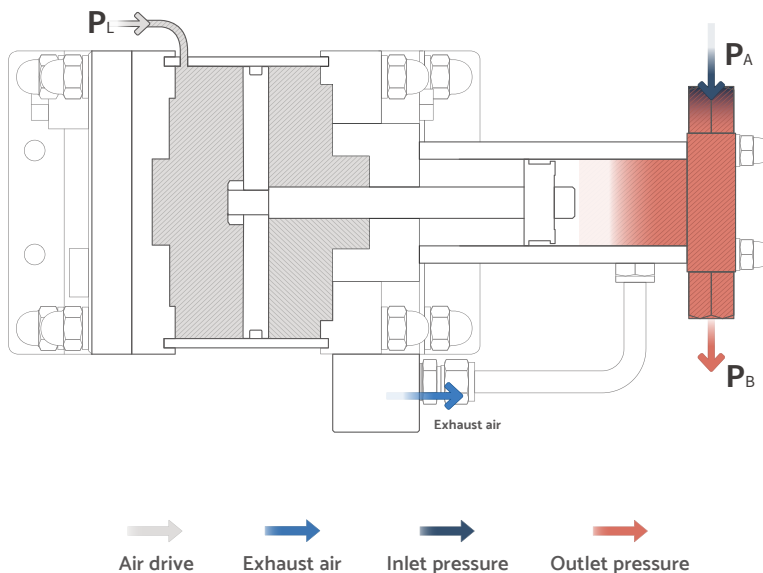 PL
PA
PB
Exhaust air
Air drive
Exhaust air
Inlet pressure
Outlet pressure